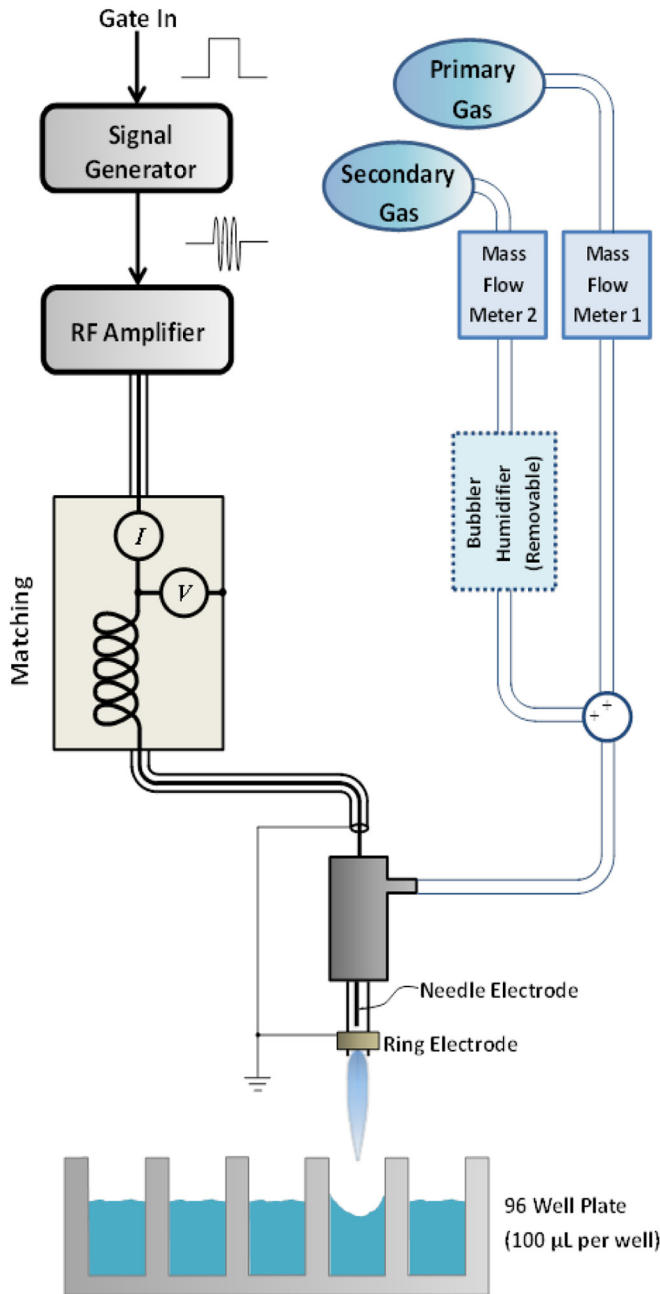 Gate In
Signal
Generator
RF Amplifier
I
V
Matching
Primary
Gas
Secondary
Gas
Mass
Flow
Meter 2
Mass
Flow
Meter 1
Bubbler
Humidifier
(Removable)
+
+
Needle Electrode
Ring Electrode
96 Well Plate
(100 µL per well)